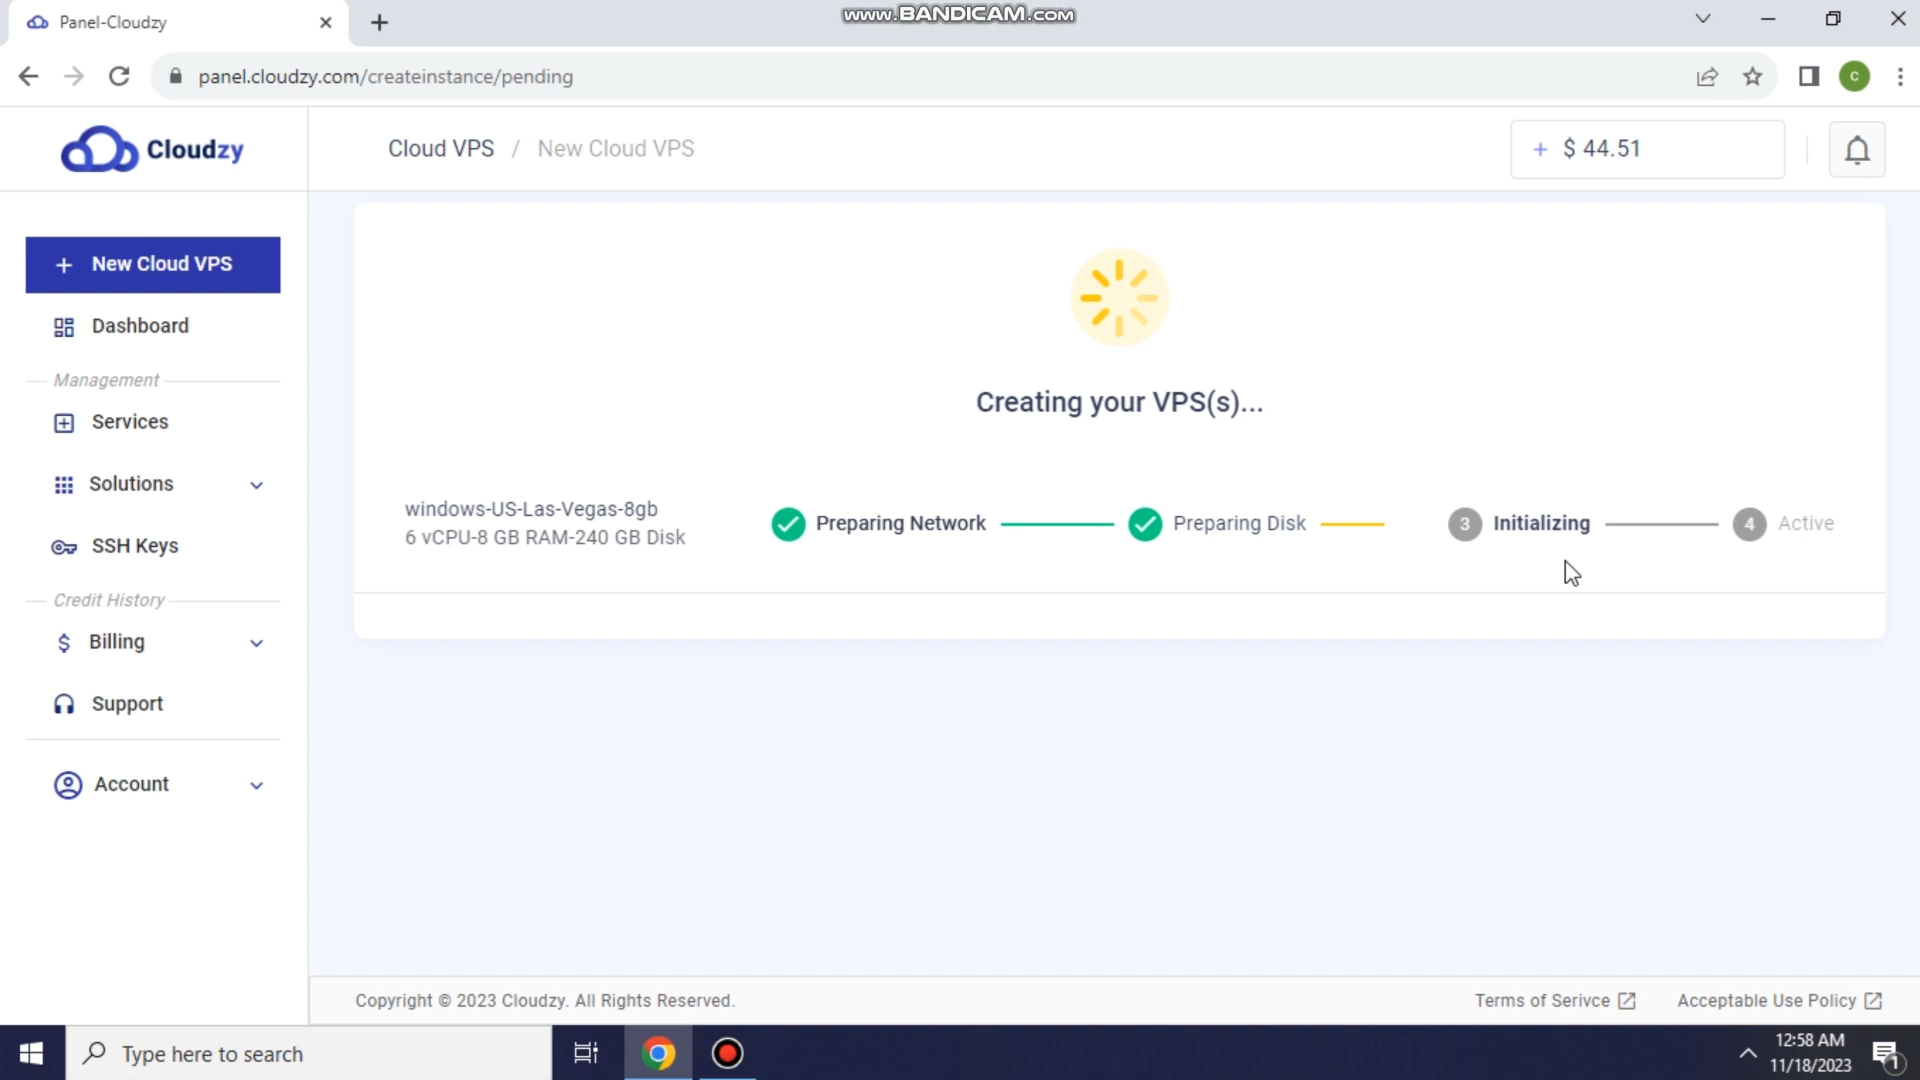 Panel-Cloudzy
www.BANDICAM.com
panel.cloudzy.com/createinstance/pending
C
Cloudzy
Cloud VPS / New Cloud VPS
+ $ 44.51
+ New Cloud VPS
Dashboard
Management
Services
Solutions
SSH Keys
Credit History
$ Billing
Support
Account
Creating your VPS(s)...
windows-US-Las-Vegas-8gb
6 vCPU-8 GB RAM-240 GB Disk
Preparing Network
Preparing Disk
3 Initializing
4 Active
Copyright © 2023 Cloudzy. All Rights Reserved.
Terms of Serivce
Acceptable Use Policy
Type here to search
12:58 AM
11/18/2023
1